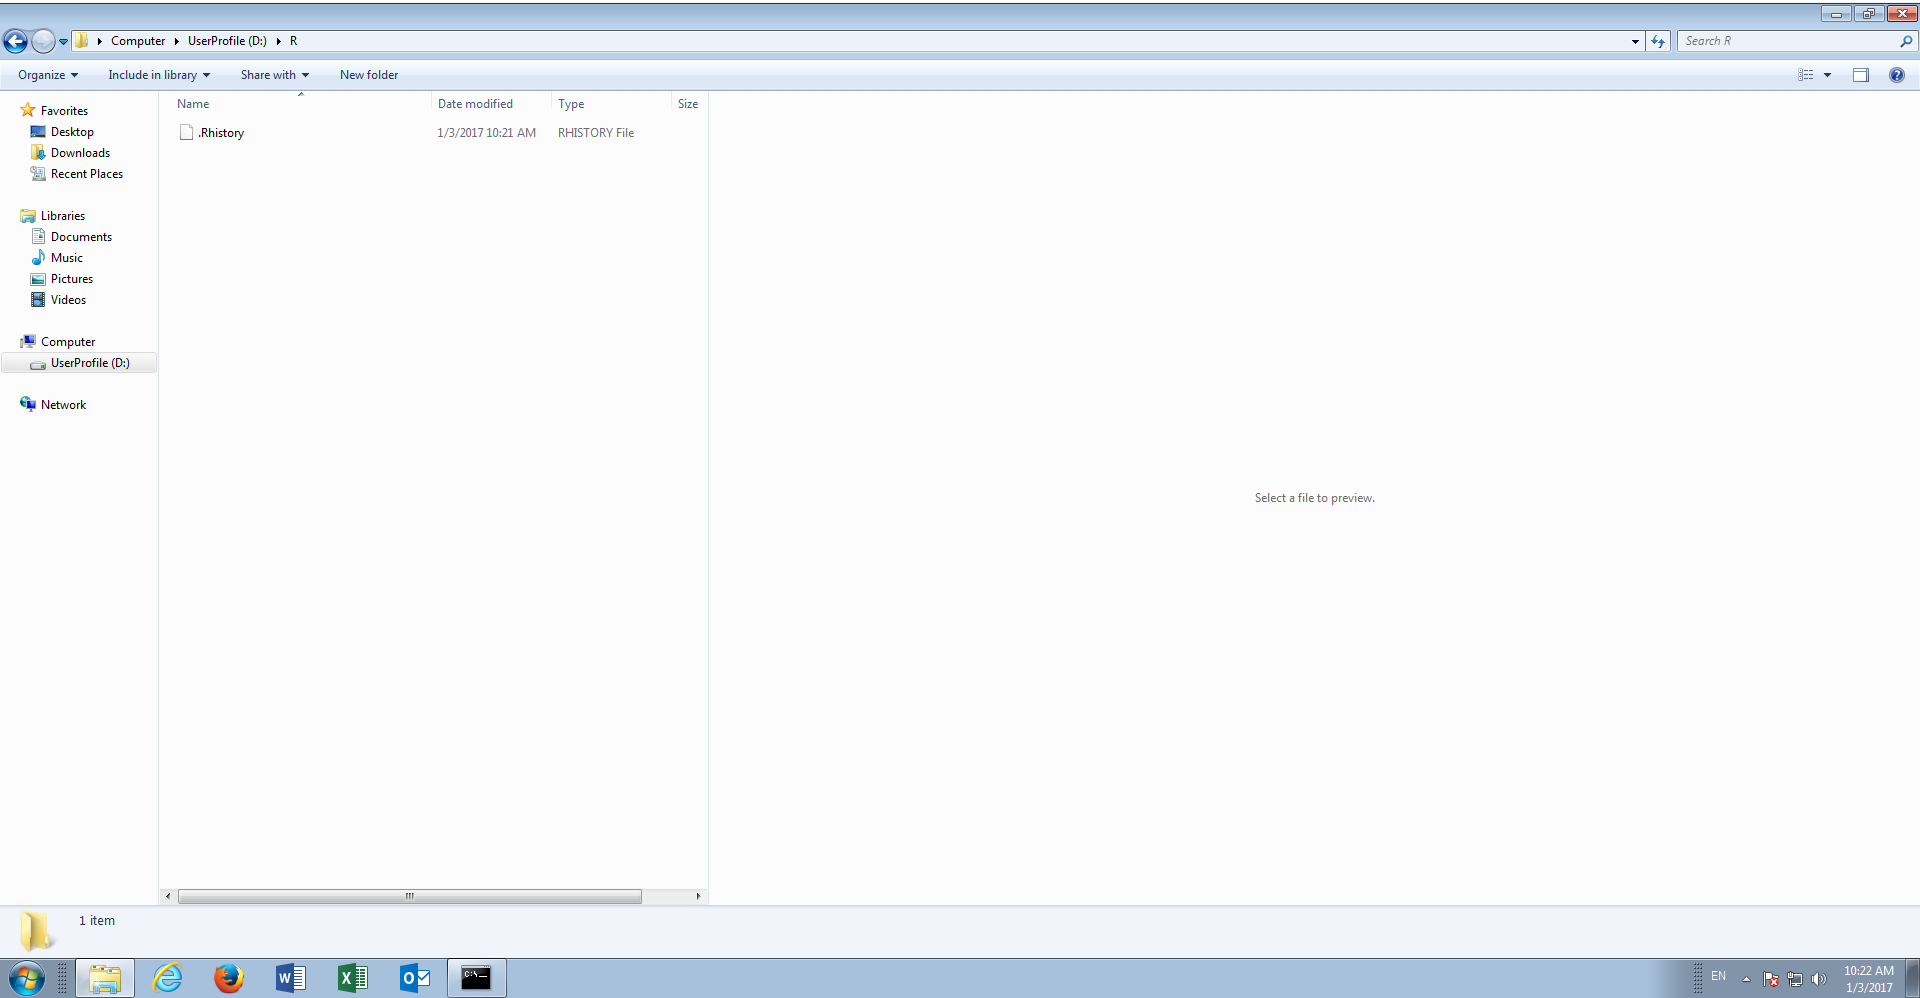 Computer UserProfile (D:) R
Search R
Organize Include in library Share with New folder
Name Date modified Type Size
.Rhistory 1/3/2017 10:21 AM RHISTORY File
Favorites
Desktop
Downloads
Recent Places
Libraries
Documents
Music
Pictures
Videos
Computer
UserProfile (D:)
Network
Select a file to preview.
1 item
EN
10:22 AM
1/3/2017